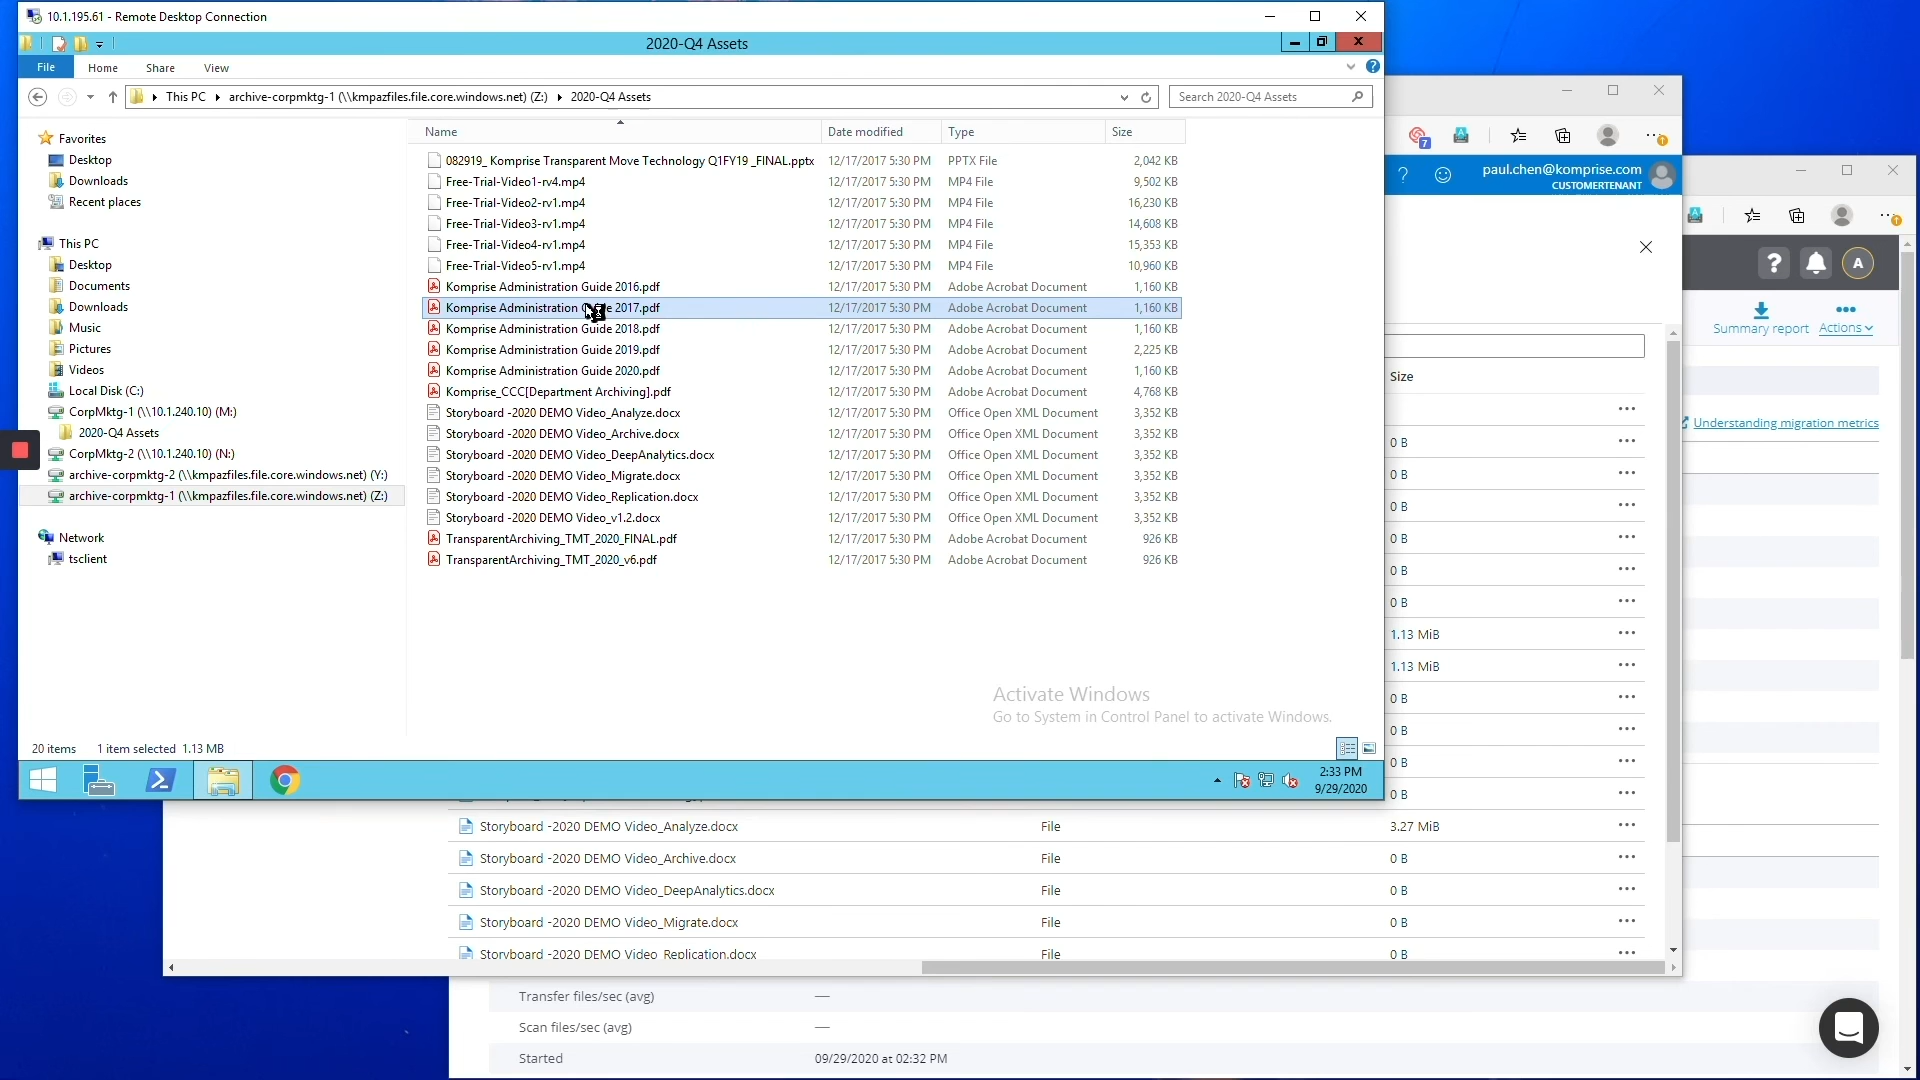 10.1.195.61 - Remote Desktop Connection
2020-Q4 Assets
File Home Share View
This PC archive-corpmktg-1 (\\kmpazfiles.file.core.windows.net) (Z:) 2020-Q4 Assets
Search 2020-Q4 Assets
Favorites
Desktop
Downloads
Recent places
This PC
Desktop
Documents
Downloads
Music
Pictures
Videos
Local Disk (C:)
CorpMktg-1 (\\10.1.240.10) (M:)
2020-Q4 Assets
CorpMktg-2 (\\10.1.240.10) (N:)
archive-corpmktg-2 (\\kmpazfiles.file.core.windows.net) (Y:)
archive-corpmktg-1 (\\kmpazfiles.file.core.windows.net) (Z:)
Network
tsclient
Name Date modified Type Size
082919_ Komprise Transparent Move Technology Q1FY19 _FINAL.pptx 12/17/2017 5:30 PM PPTX File 2,042 KB
Free-Trial-Video1-rv4.mp4 12/17/2017 5:30 PM MP4 File 9,502 KB
Free-Trial-Video2-rv1.mp4 12/17/2017 5:30 PM MP4 File 16,230 KB
Free-Trial-Video3-rv1.mp4 12/17/2017 5:30 PM MP4 File 14,608 KB
Free-Trial-Video4-rv1.mp4 12/17/2017 5:30 PM MP4 File 15,353 KB
Free-Trial-Video5-rv1.mp4 12/17/2017 5:30 PM MP4 File 10,960 KB
Komprise Administration Guide 2016.pdf 12/17/2017 5:30 PM Adobe Acrobat Document 1,160 KB
Komprise Administration 2017.pdf 12/17/2017 5:30 PM Adobe Acrobat Document 1,160 KB
Komprise Administration Guide 2018.pdf 12/17/2017 5:30 PM Adobe Acrobat Document 1,160 KB
Komprise Administration Guide 2019.pdf 12/17/2017 5:30 PM Adobe Acrobat Document 2,225 KB
Komprise Administration Guide 2020.pdf 12/17/2017 5:30 PM Adobe Acrobat Document 1,160 KB
Komprise_CCC[Department Archiving].pdf 12/17/2017 5:30 PM Adobe Acrobat Document 4,768 KB
Storyboard -2020 DEMO Video_Analyze.docx 12/17/2017 5:30 PM Office Open XML Document 3,352 KB
Storyboard -2020 DEMO Video_Archive.docx 12/17/2017 5:30 PM Office Open XML Document 3,352 KB
Storyboard -2020 DEMO Video_DeepAnalytics.docx 12/17/2017 5:30 PM Office Open XML Document 3,352 KB
Storyboard -2020 DEMO Video_Migrate.docx 12/17/2017 5:30 PM Office Open XML Document 3,352 KB
Storyboard -2020 DEMO Video_Replication.docx 12/17/2017 5:30 PM Office Open XML Document 3,352 KB
Storyboard -2020 DEMO Video_v1.2.docx 12/17/2017 5:30 PM Office Open XML Document 3,352 KB
TransparentArchiving_TMT_2020_FINAL.pdf 12/17/2017 5:30 PM Adobe Acrobat Document 926 KB
TransparentArchiving_TMT_2020_v6.pdf 12/17/2017 5:30 PM Adobe Acrobat Document 926 KB
Activate Windows
Go to System in Control Panel to activate Windows.
20 items 1 item selected 1.13 MB
2:33 PM
9/29/2020
7
paul.chen@komprise.com
CUSTOMERTENANT
Size
0 B
0 B
0 B
0 B
0 B
0 B
1.13 MiB
1.13 MiB
0 B
0 B
0 B
0 B
Storyboard -2020 DEMO Video_Analyze.docx File 3.27 MiB
Storyboard -2020 DEMO Video_Archive.docx File 0 B
Storyboard -2020 DEMO Video_DeepAnalytics.docx File 0 B
Storyboard -2020 DEMO Video_Migrate.docx File 0 B
Storyboard -2020 DEMO Video_Replication.docx File 0 B
A
Summary report Actions
Understanding migration metrics
Transfer files/sec (avg) —
Scan files/sec (avg) —
Started 09/29/2020 at 02:32 PM